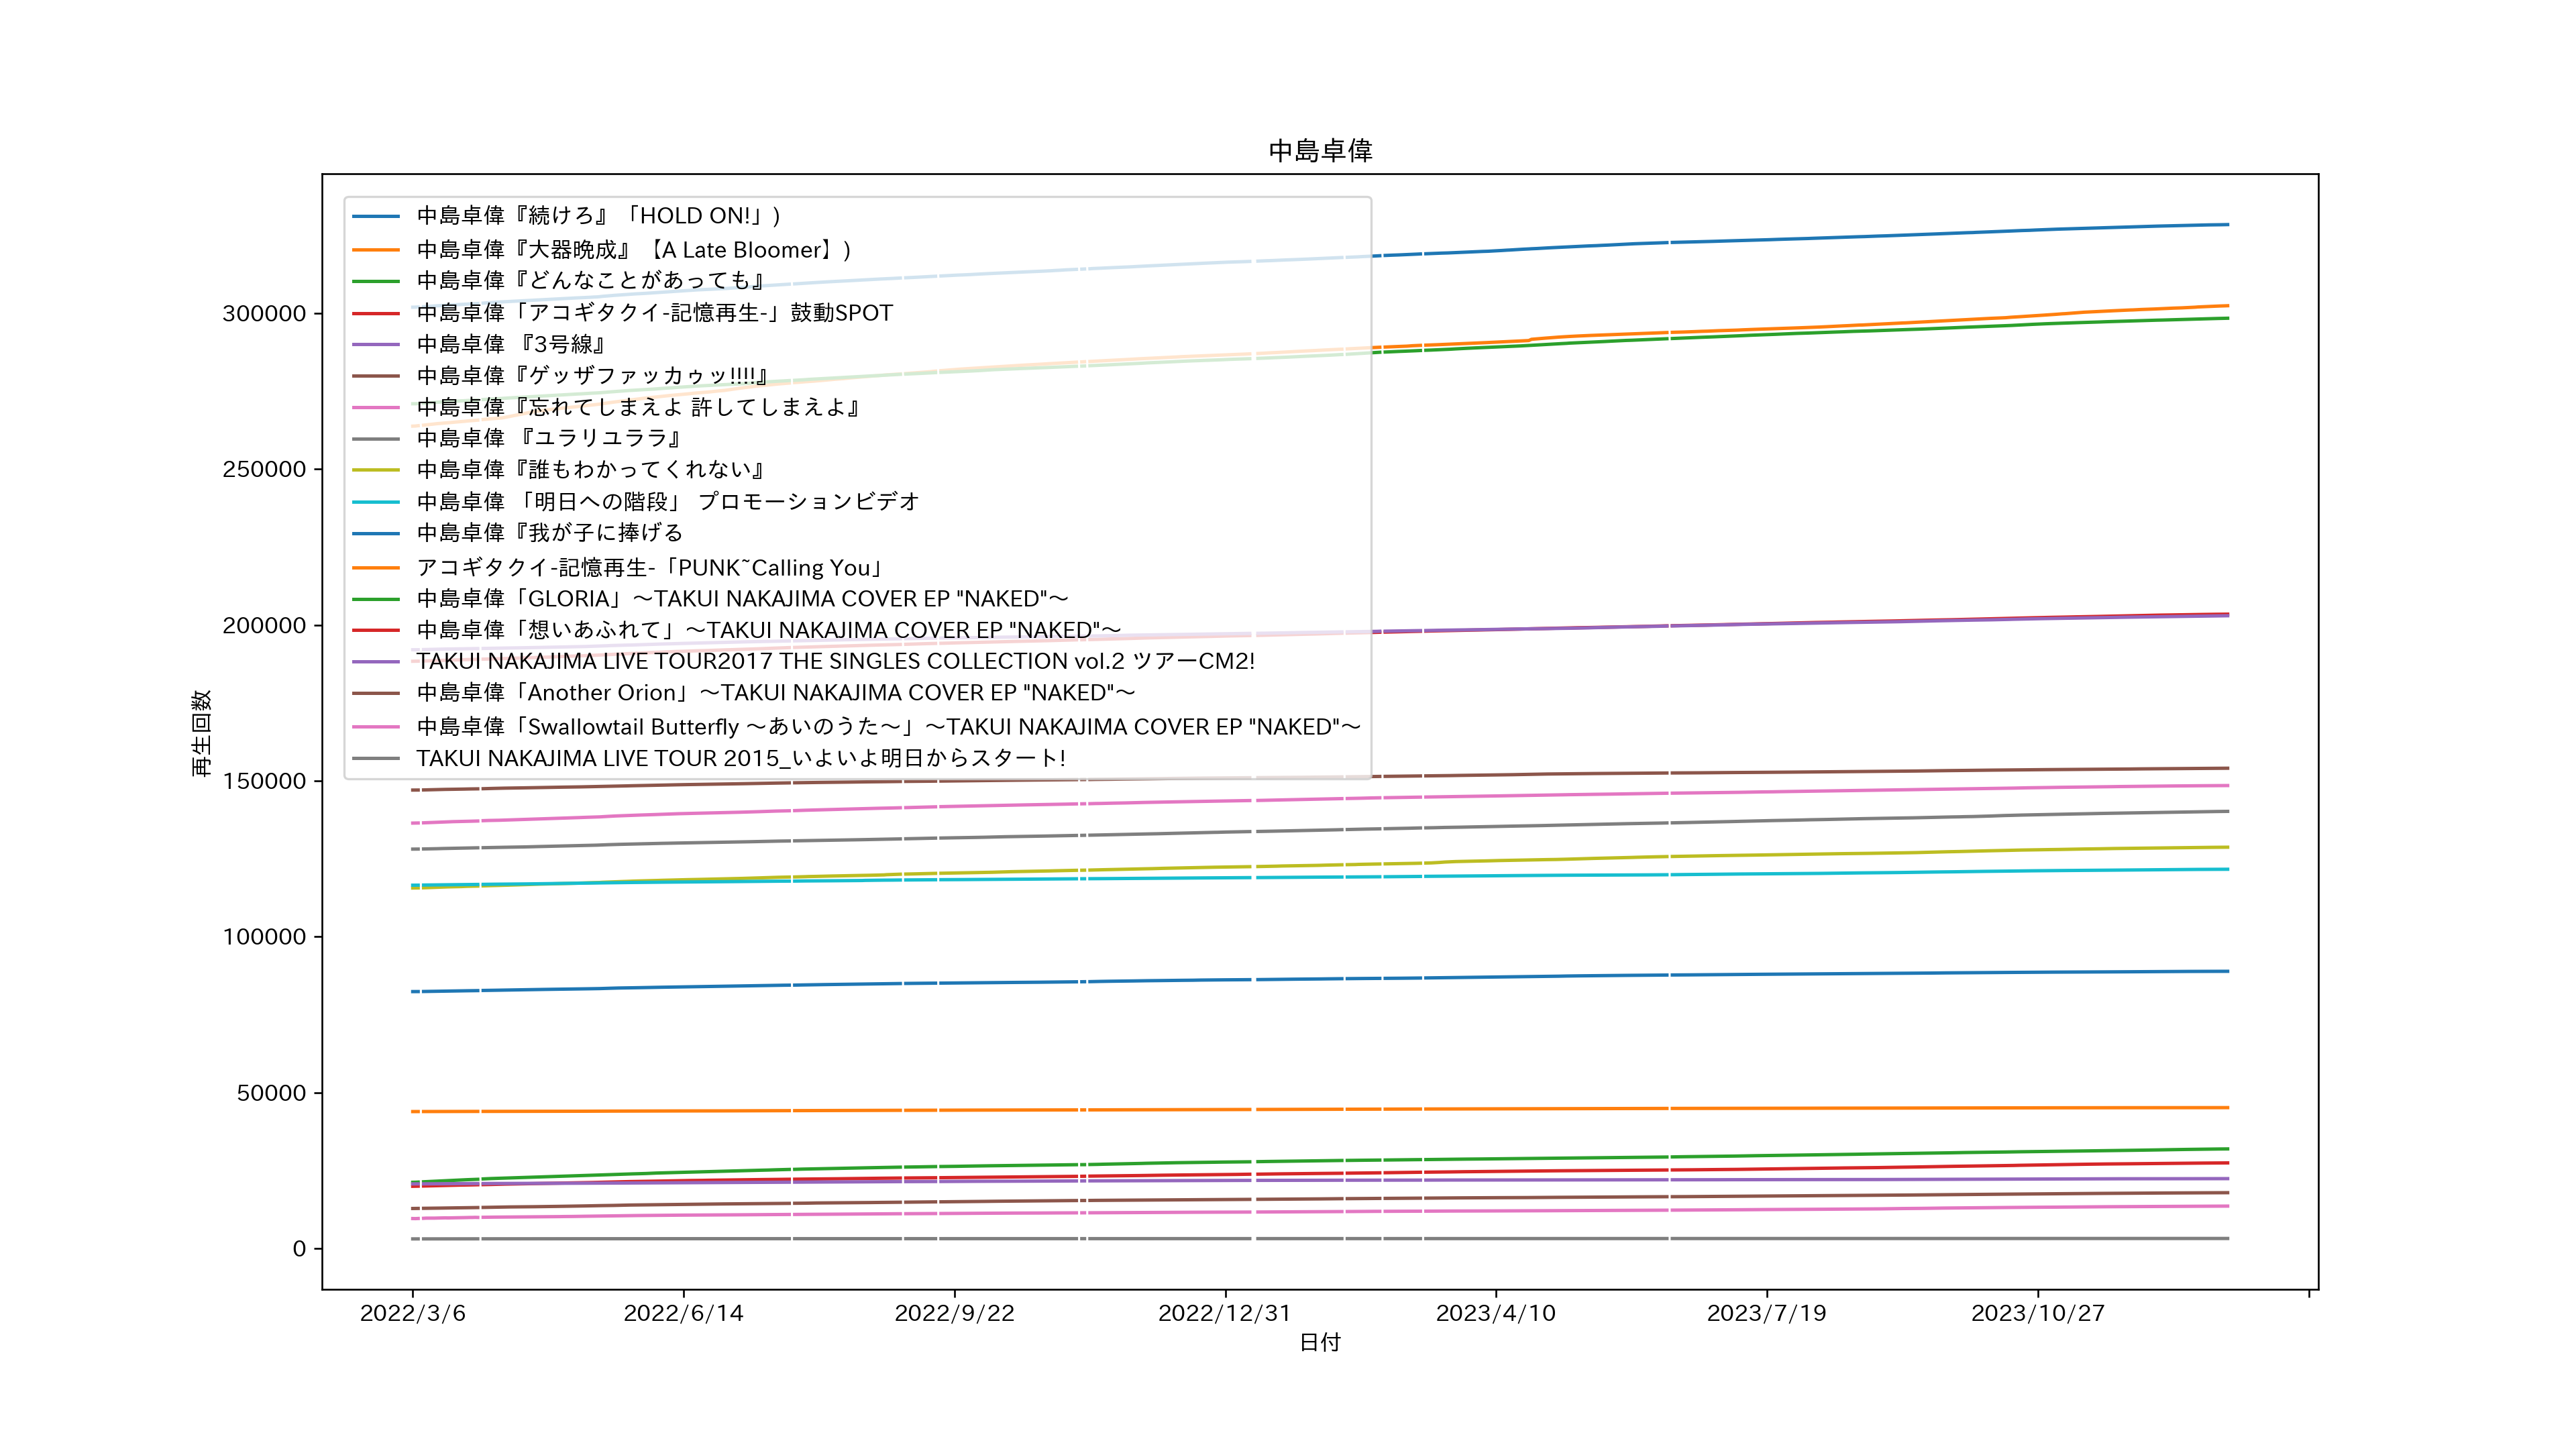 中島卓偉
中島卓偉『続けろ』「HOLD ON!」)
中島卓偉『大器晩成』【A Late Bloomer】)
中島卓偉『どんなことがあっても』
中島卓偉「アコギタクイ-記憶再生-」鼓動SPOT
中島卓偉 『3号線』
中島卓偉『ゲッザファッカゥッ!!!!』
中島卓偉『忘れてしまえよ 許してしまえよ』
中島卓偉 『ユラリユララ』
中島卓偉『誰もわかってくれない』
中島卓偉 「明日への階段」 プロモーションビデオ
中島卓偉『我が子に捧げる
アコギタクイ-記憶再生-「PUNK~Calling You」
中島卓偉「GLORIA」〜TAKUI NAKAJIMA COVER EP "NAKED"〜
中島卓偉「想いあふれて」〜TAKUI NAKAJIMA COVER EP "NAKED"〜
TAKUI NAKAJIMA LIVE TOUR2017 THE SINGLES COLLECTION vol.2 ツアーCM2!
中島卓偉「Another Orion」〜TAKUI NAKAJIMA COVER EP "NAKED"〜
中島卓偉「Swallowtail Butterfly 〜あいのうた〜」〜TAKUI NAKAJIMA COVER EP "NAKED"〜
TAKUI NAKAJIMA LIVE TOUR 2015_いよいよ明日からスタート!
300000
250000
200000
150000
100000
50000
0
再生回数
2022/3/6 2022/6/14 2022/9/22 2022/12/31 2023/4/10 2023/7/19 2023/10/27
日付